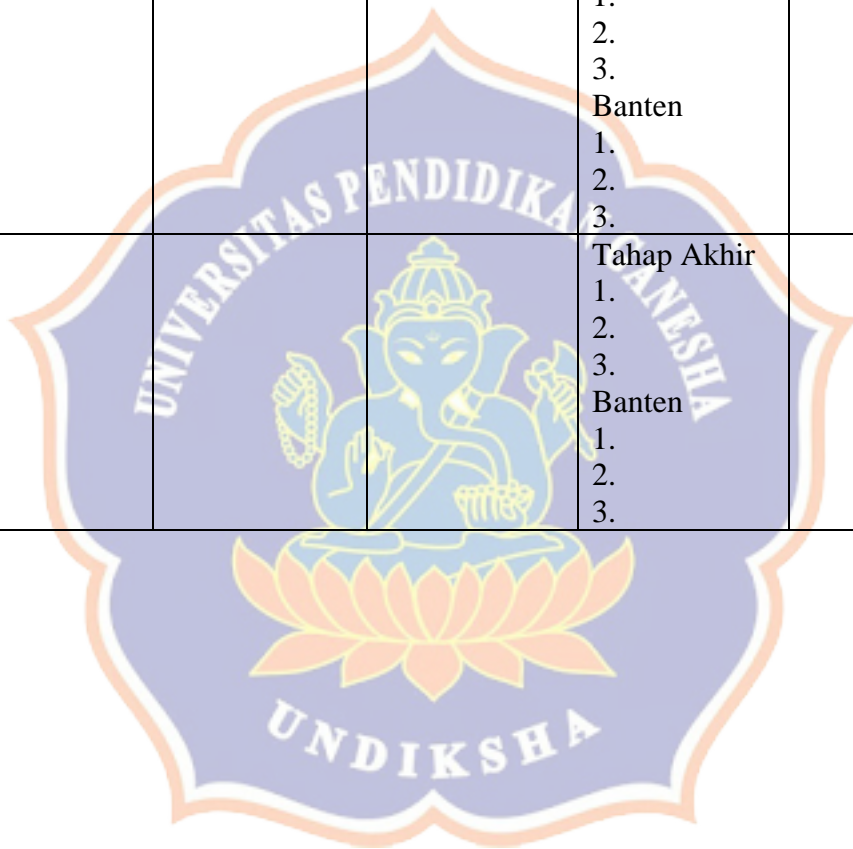 1.
2.
3.
Banten
1.
2.
3.
Tahap Akhir
1.
2.
3.
Banten
1.
2.
3.
UNIVERSITAS PENDIDIKAN GANESHA
UNDIKSHA